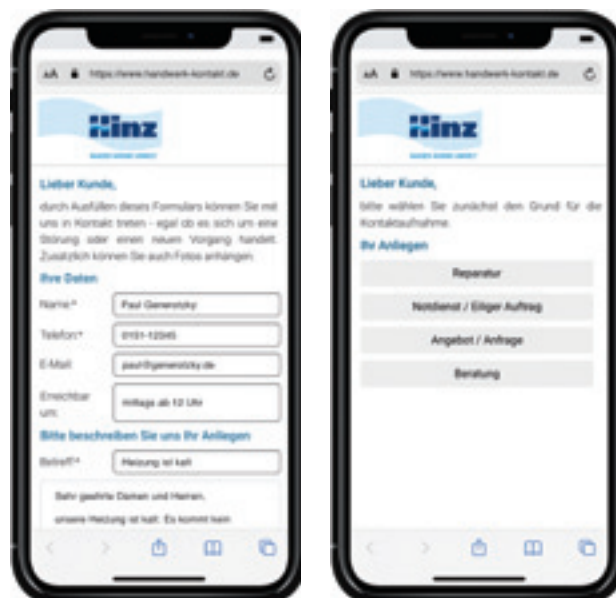 AA https://www.handwerk-kontakt.de
Hinz
Lieber Kunde,
durch Ausfüllen dieses Formulars können Sie mit
uns in Kontakt treten - egal ob es sich um eine
Störung oder einen neuen Vorgang handelt.
Zusätzlich können Sie auch Fotos anhängen.
Ihre Daten
Name:* Paul Generotzky
Telefon:* 0151-12345
E-Mail: paul@generotzky.de
Erreichbar
um: mittags ab 12 Uhr
Bitte beschreiben Sie uns Ihr Anliegen
Betreff:* Heizung ist kalt
Sehr geehrte Damen und Herren,
unsere Heizung ist kalt. Es kommt kein
AA https://www.handwerk-kontakt.de
Hinz
Lieber Kunde,
bitte wählen Sie zunächst den Grund für die
Kontaktaufnahme.
Ihr Anliegen
Reparatur
Notdienst / Eiliger Auftrag
Angebot / Anfrage
Beratung